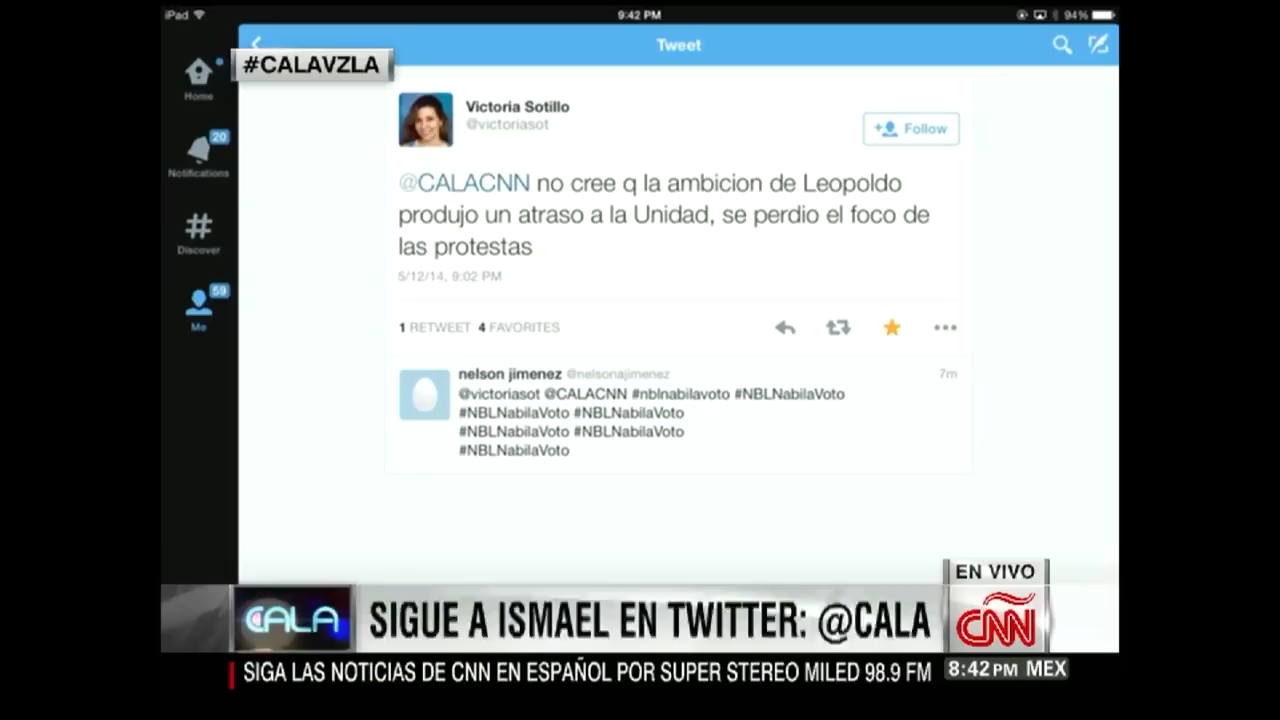 iPad
9:42 PM
94%
Tweet
#CALAVZLA
Home
20
Notifications
Discover
59
Me
Victoria Sotillo
@victoriasot
Follow
@CALACNN no cree q la ambicion de Leopoldo
produjo un atraso a la Unidad, se perdio el foco de
las protestas
5/12/14, 9:02 PM
1 RETWEET 4 FAVORITES
nelson jimenez @nelsonajimenez
7m
@victoriasot @CALACNN #nblnabilavoto #NBLNabilaVoto
#NBLNabilaVoto #NBLNabilaVoto
#NBLNabilaVoto #NBLNabilaVoto
#NBLNabilaVoto
EN VIVO
CALA
SIGUE A ISMAEL EN TWITTER: @CALA
CNN
SIGA LAS NOTICIAS DE CNN EN ESPAÑOL POR SUPER STEREO MILED 98.9 FM
8:42 PM MEX